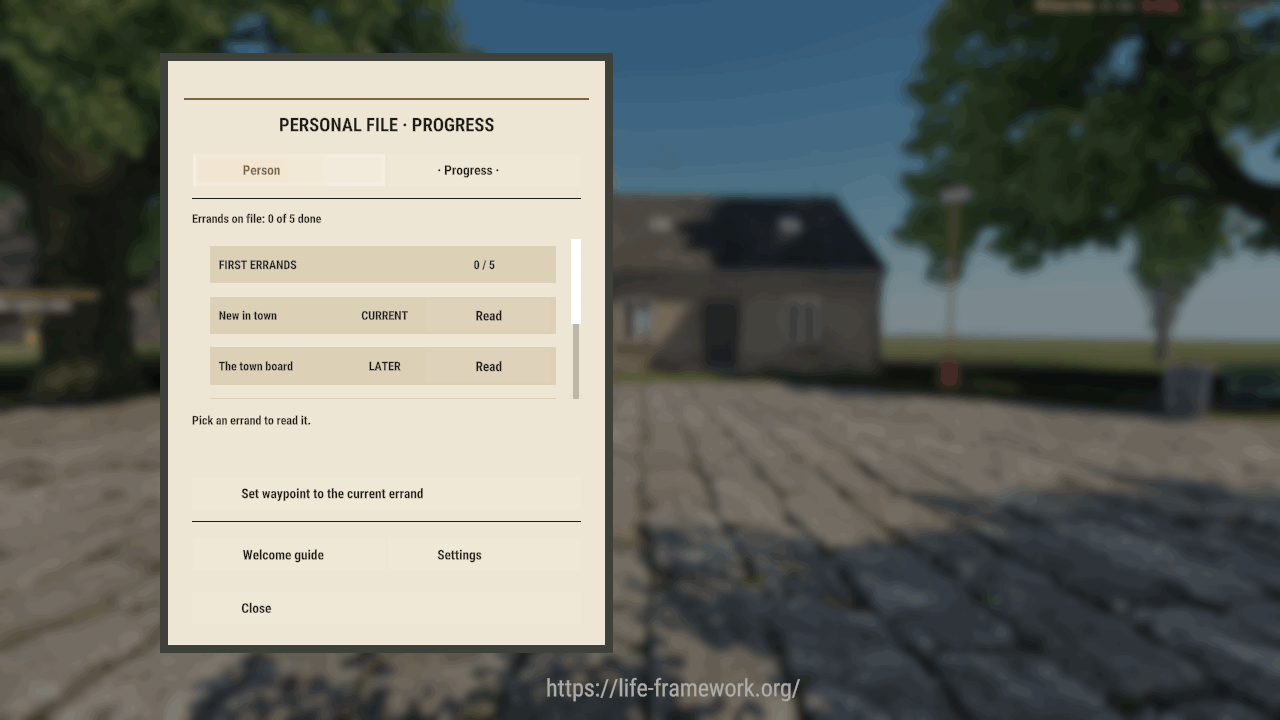 PERSONAL FILE · PROGRESS
Person
· Progress ·
Errands on file: 0 of 5 done
FIRST ERRANDS 0 / 5
New in town CURRENT Read
The town board LATER Read
Pick an errand to read it.
Set waypoint to the current errand
Welcome guide Settings
Close
https://life-framework.org/